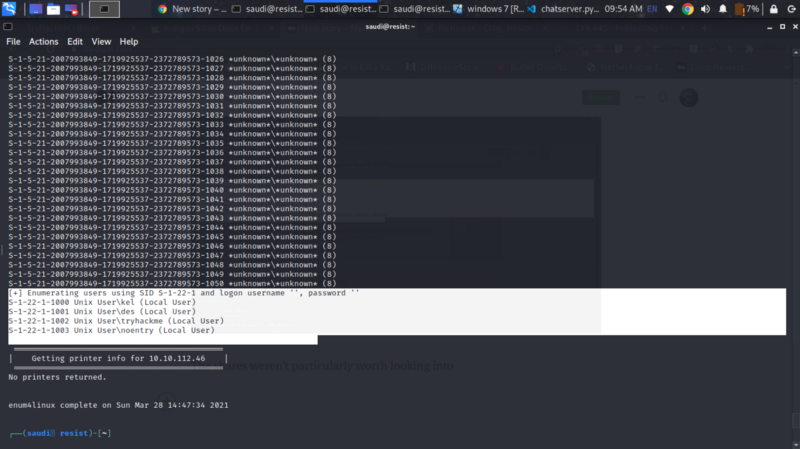 New story – ...
saudi@resist...
saudi@resist...
saudi@resist...
windows 7 [R...
chatserver.py...
09:54 AM
EN
7%
saudi@resist: ~
File Actions Edit View Help
S-1-5-21-2007993849-1719925537-2372789573-1026 *unknown*\*unknown* (8)
S-1-5-21-2007993849-1719925537-2372789573-1027 *unknown*\*unknown* (8)
S-1-5-21-2007993849-1719925537-2372789573-1028 *unknown*\*unknown* (8)
S-1-5-21-2007993849-1719925537-2372789573-1029 *unknown*\*unknown* (8)
S-1-5-21-2007993849-1719925537-2372789573-1030 *unknown*\*unknown* (8)
S-1-5-21-2007993849-1719925537-2372789573-1031 *unknown*\*unknown* (8)
S-1-5-21-2007993849-1719925537-2372789573-1032 *unknown*\*unknown* (8)
S-1-5-21-2007993849-1719925537-2372789573-1033 *unknown*\*unknown* (8)
S-1-5-21-2007993849-1719925537-2372789573-1034 *unknown*\*unknown* (8)
S-1-5-21-2007993849-1719925537-2372789573-1035 *unknown*\*unknown* (8)
S-1-5-21-2007993849-1719925537-2372789573-1036 *unknown*\*unknown* (8)
S-1-5-21-2007993849-1719925537-2372789573-1037 *unknown*\*unknown* (8)
S-1-5-21-2007993849-1719925537-2372789573-1038 *unknown*\*unknown* (8)
S-1-5-21-2007993849-1719925537-2372789573-1039 *unknown*\*unknown* (8)
S-1-5-21-2007993849-1719925537-2372789573-1040 *unknown*\*unknown* (8)
S-1-5-21-2007993849-1719925537-2372789573-1041 *unknown*\*unknown* (8)
S-1-5-21-2007993849-1719925537-2372789573-1042 *unknown*\*unknown* (8)
S-1-5-21-2007993849-1719925537-2372789573-1043 *unknown*\*unknown* (8)
S-1-5-21-2007993849-1719925537-2372789573-1044 *unknown*\*unknown* (8)
S-1-5-21-2007993849-1719925537-2372789573-1045 *unknown*\*unknown* (8)
S-1-5-21-2007993849-1719925537-2372789573-1046 *unknown*\*unknown* (8)
S-1-5-21-2007993849-1719925537-2372789573-1047 *unknown*\*unknown* (8)
S-1-5-21-2007993849-1719925537-2372789573-1048 *unknown*\*unknown* (8)
S-1-5-21-2007993849-1719925537-2372789573-1049 *unknown*\*unknown* (8)
S-1-5-21-2007993849-1719925537-2372789573-1050 *unknown*\*unknown* (8)
[+] Enumerating users using SID S-1-22-1 and logon username '', password ''
S-1-22-1-1000 Unix User\kel (Local User)
S-1-22-1-1001 Unix User\des (Local User)
S-1-22-1-1002 Unix User\tryhackme (Local User)
S-1-22-1-1003 Unix User\noentry (Local User)
| Getting printer info for 10.10.112.46 |
weren't particularly worth looking into
No printers returned.
enum4linux complete on Sun Mar 28 14:47:34 2021
(saudi㉿resist)-[~]